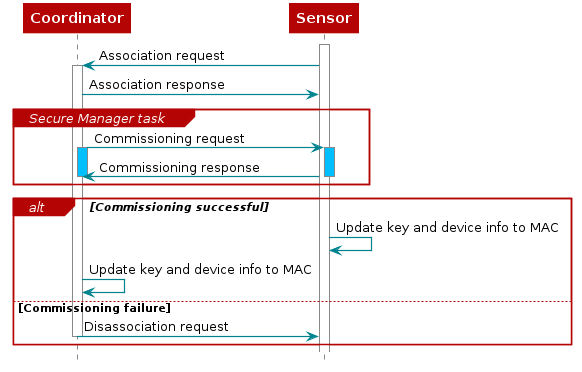 Coordinator
Sensor
Association request
Association response
Secure Manager task
Commissioning request
Commissioning response
alt
[Commissioning successful]
Update key and device info to MAC
Update key and device info to MAC
[Commissioning failure]
Disassociation request